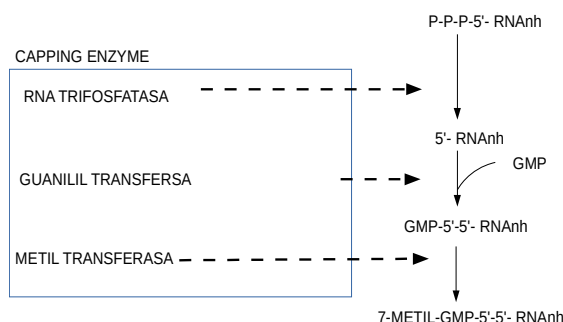 P-P-P-5'- RNAnh
CAPPING ENZYME
RNA TRIFOSFATASA
5'- RNAnh
GMP
GUANILIL TRANSFERSA
GMP-5'-5'- RNAnh
METIL TRANSFERASA
7-METIL-GMP-5'-5'- RNAnh